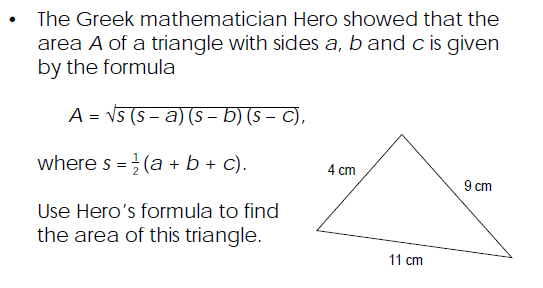 • The Greek mathematician Hero showed that the
area A of a triangle with sides a, b and c is given
by the formula
A = √s (s – a) (s – b) (s – c),
where s = ½ (a + b + c).
4 cm
9 cm
Use Hero's formula to find
the area of this triangle.
11 cm